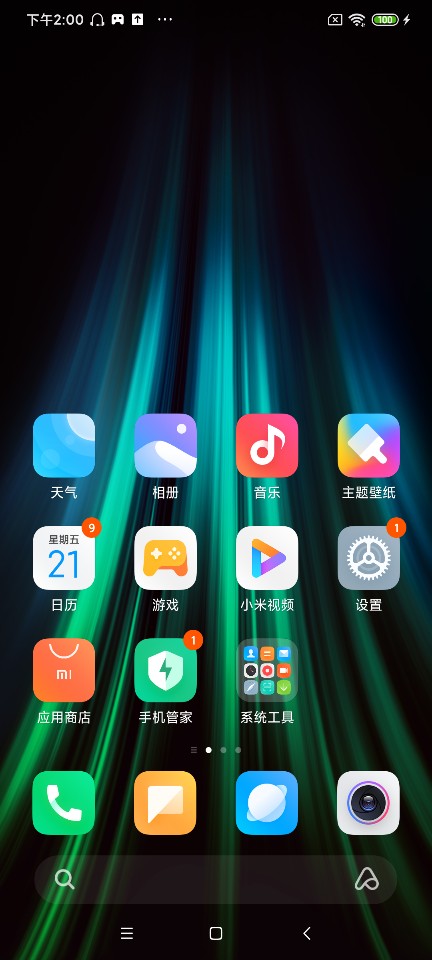 下午2:00
100
天气 相册 音乐 主题壁纸
9 1
星期五
21
日历 游戏 小米视频 设置
1
mi
应用商店 手机管家 系统工具